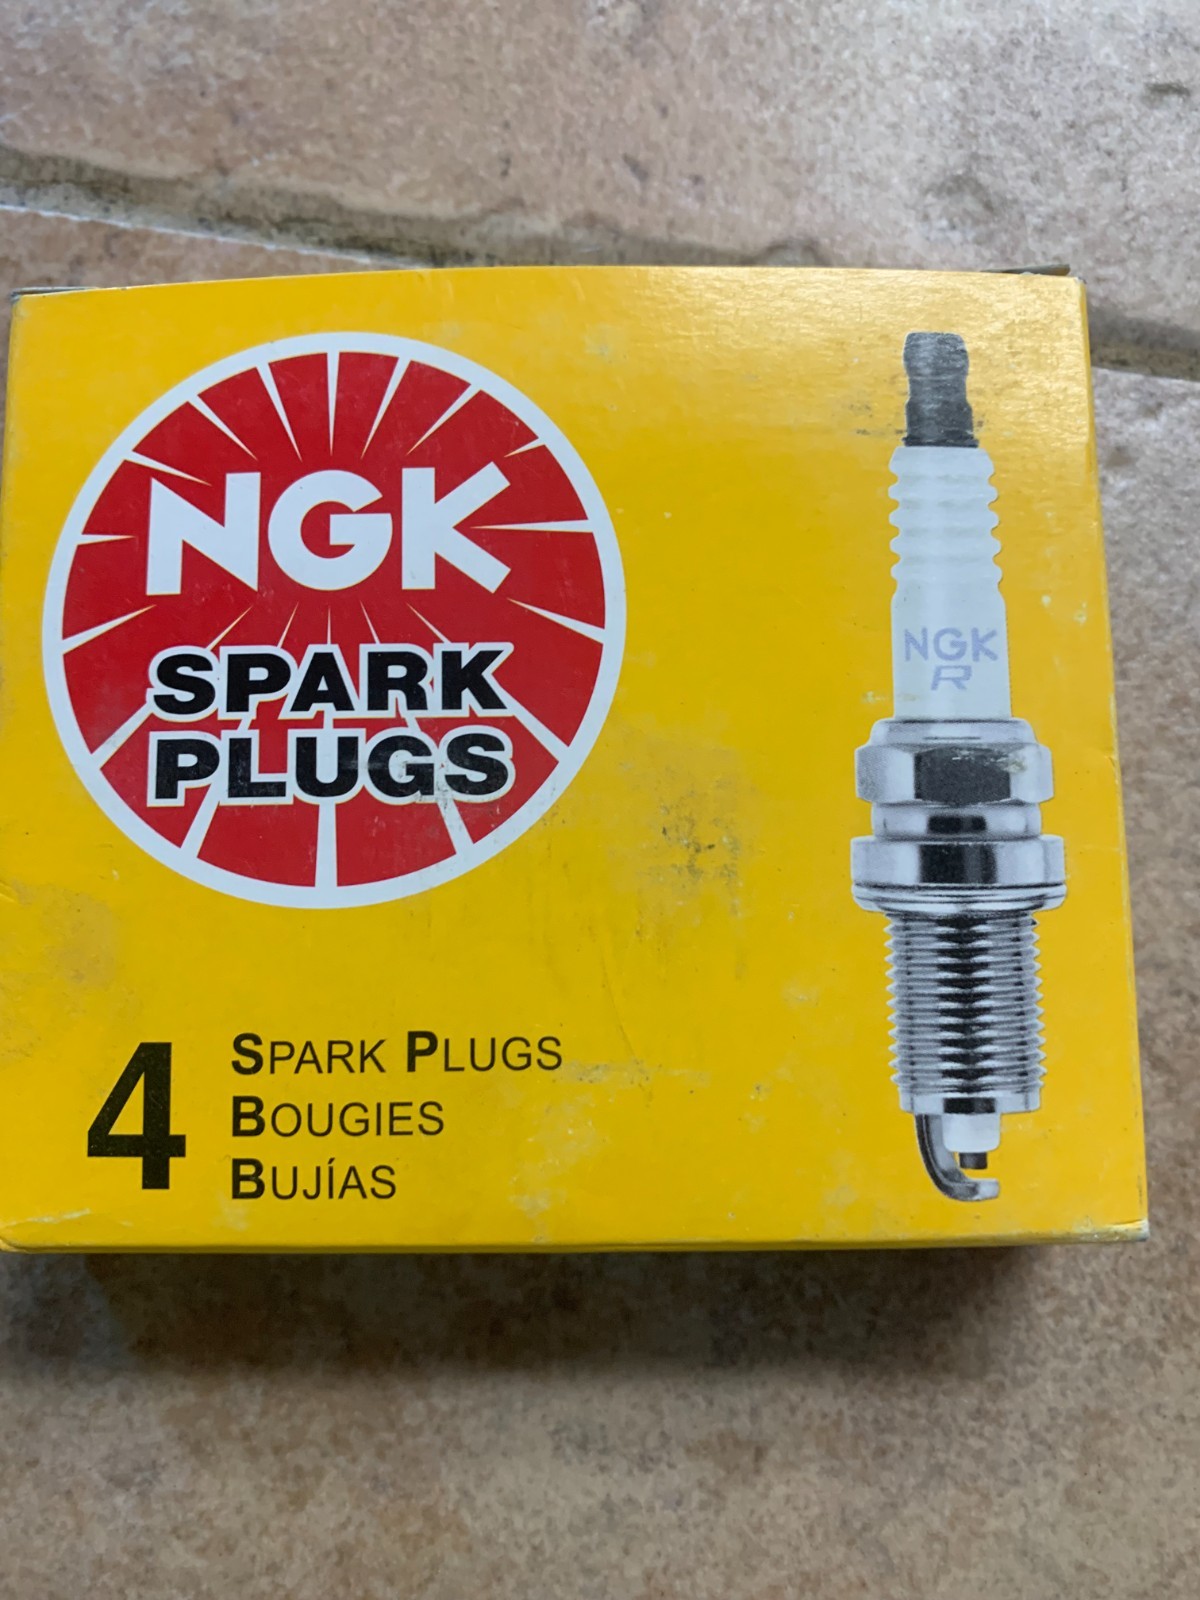 NGK
SPARK
PLUGS
NGK
R
4
SPARK PLUGS
BOUGIES
BUJÍAS